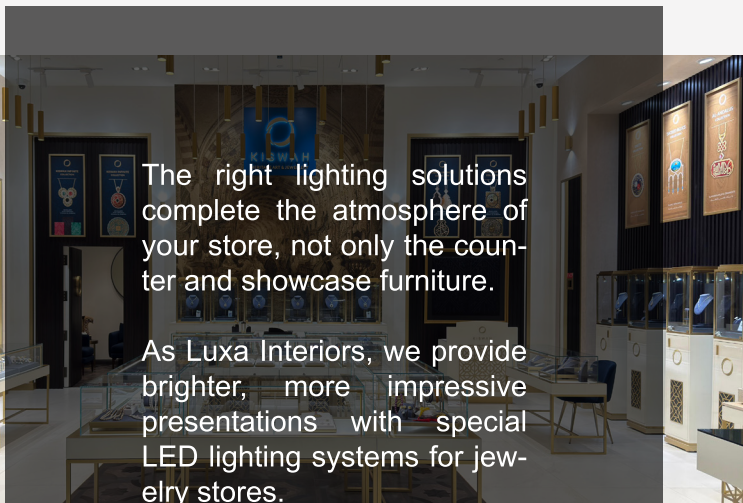 KISWAH
The right lighting solutions
complete the atmosphere of
your store, not only the coun-
ter and showcase furniture.
As Luxa Interiors, we provide
brighter, more impressive
presentations with special
LED lighting systems for jew-
elry stores.